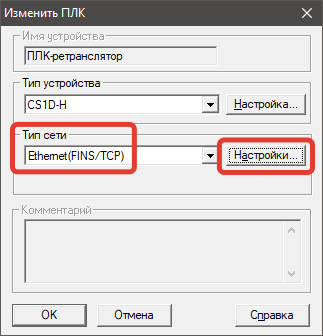 Изменить ПЛК
Имя устройства
ПЛК-ретранслятор
Тип устройства
CS1D-H
Настройка...
Тип сети
Ethernet(FINS/TCP)
Настройки...
Комментарий
OK
Отмена
Справка